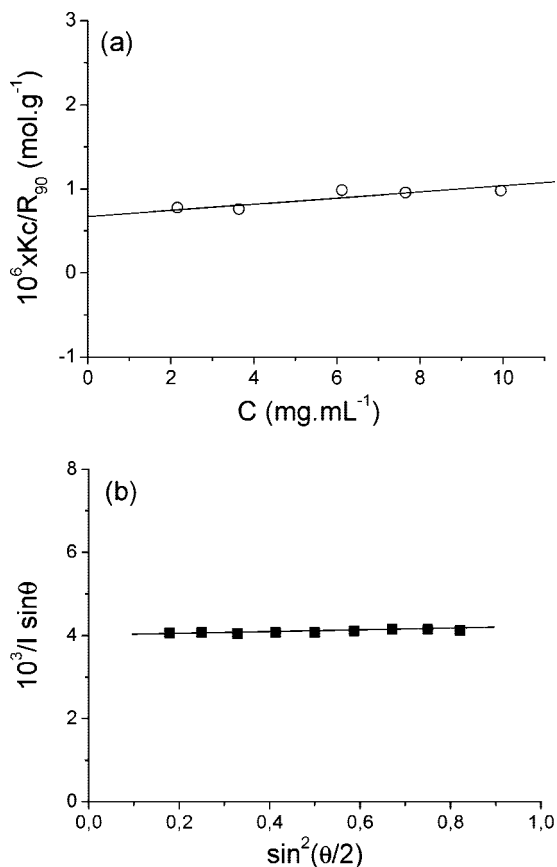 (a)
10⁶xKc/R₉₀ (mol.g⁻¹)
3
2
1
0
-1
0 2 4 6 8 10
C (mg.mL⁻¹)
(b)
10³/I sinθ
8
6
4
2
0
0,0 0,2 0,4 0,6 0,8 1,0
sin²(θ/2)